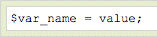 $var_name = value;